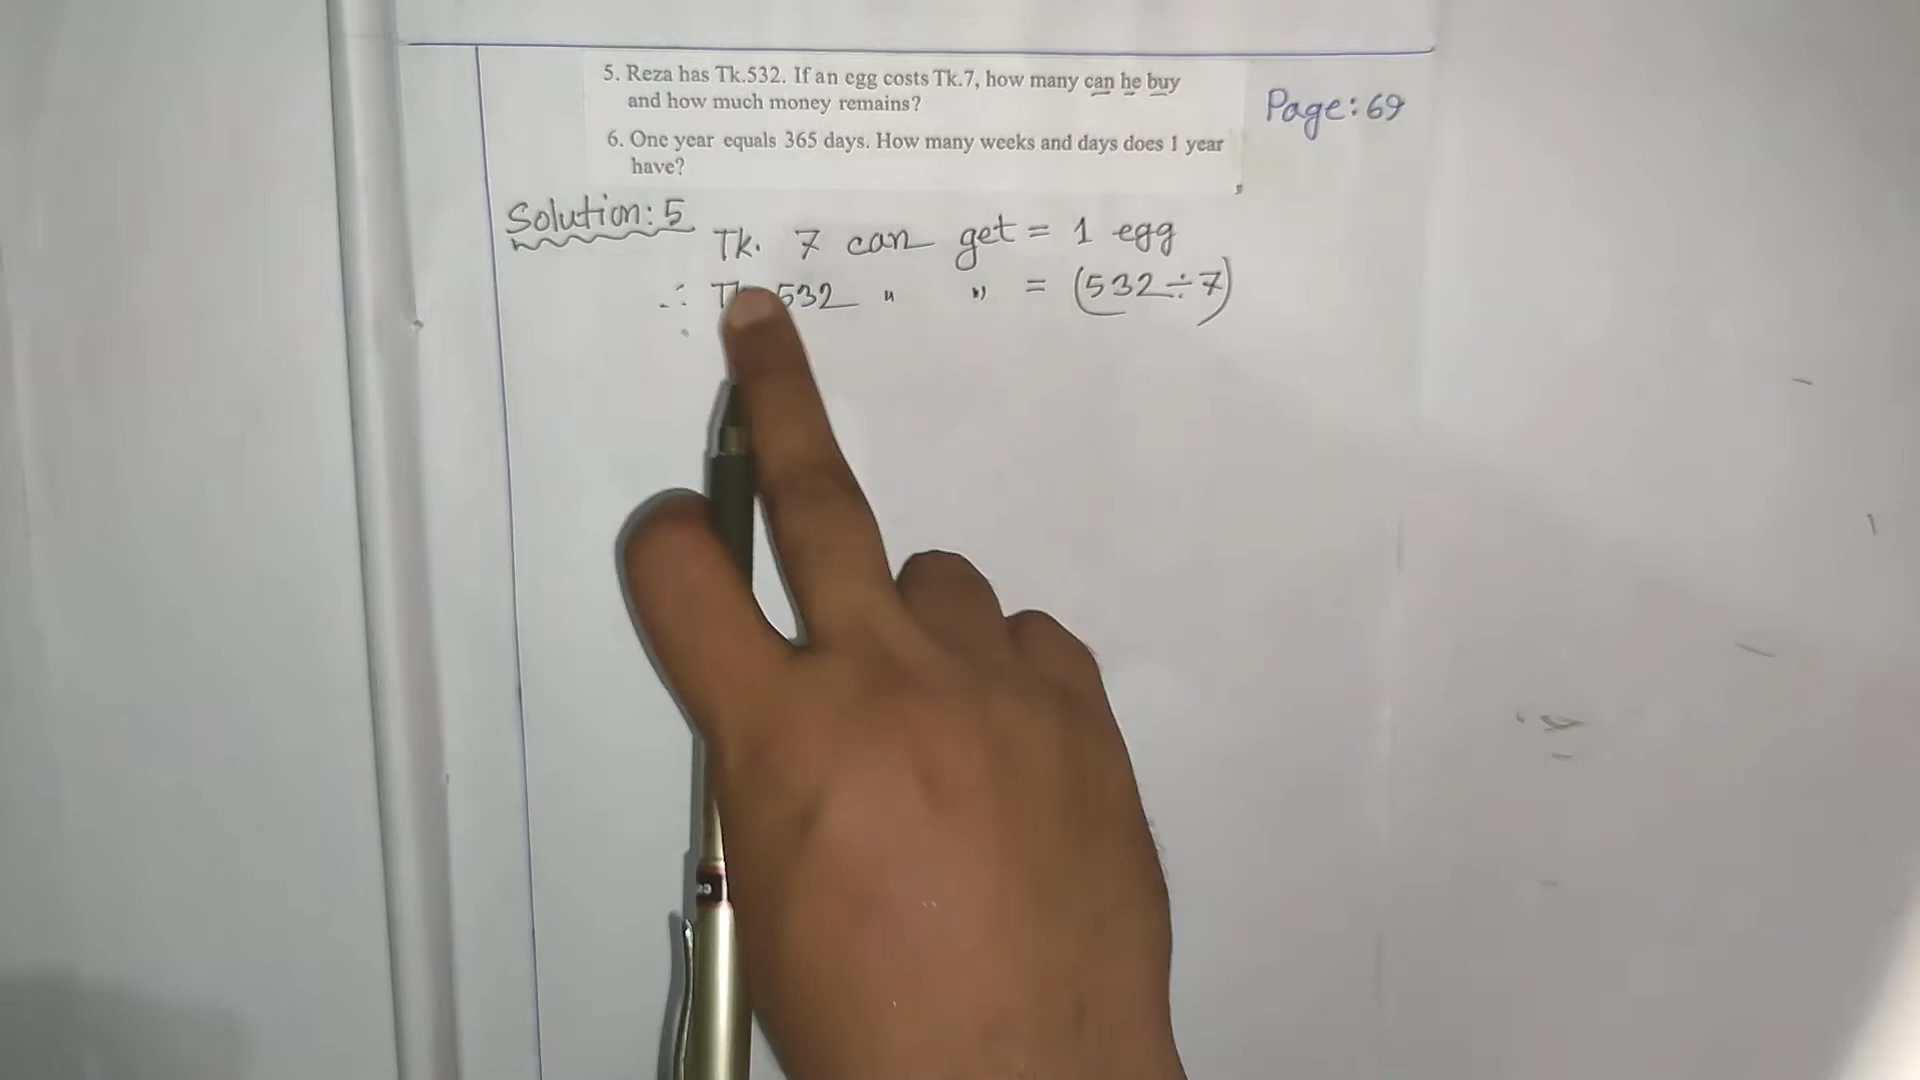 5. Reza has Tk.532. If an egg costs Tk.7, how many can he buy
and how much money remains?
Page:69
6. One year equals 365 days. How many weeks and days does 1 year
have?
Solution:5
Tk. 7 can get = 1 egg
∴ 532 " " = (532÷7)